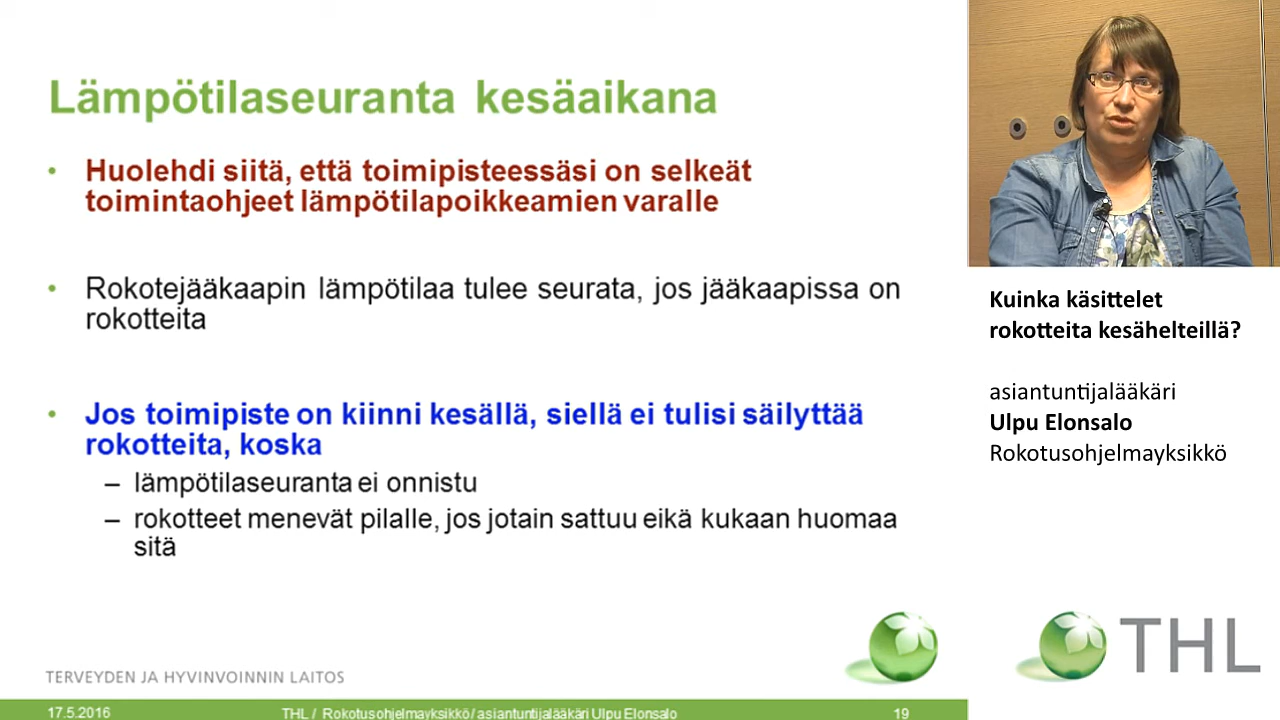 Lämpötilaseuranta kesäaikana
• Huolehdi siitä, että toimipisteessäsi on selkeät
toimintaohjeet lämpötilapoikkeamien varalle
• Rokotejääkaapin lämpötilaa tulee seurata, jos jääkaapissa on
rokotteita
• Jos toimipiste on kiinni kesällä, siellä ei tulisi säilyttää
rokotteita, koska
– lämpötilaseuranta ei onnistu
– rokotteet menevät pilalle, jos jotain sattuu eikä kukaan huomaa
sitä
TERVEYDEN JA HYVINVOINNIN LAITOS
17.5.2016 THL / Rokotusohjelmayksikkö/ asiantuntijalääkäri Ulpu Elonsalo 19
Kuinka käsittelet
rokotteita kesähelteillä?
asiantuntijalääkäri
Ulpu Elonsalo
Rokotusohjelmayksikkö
THL